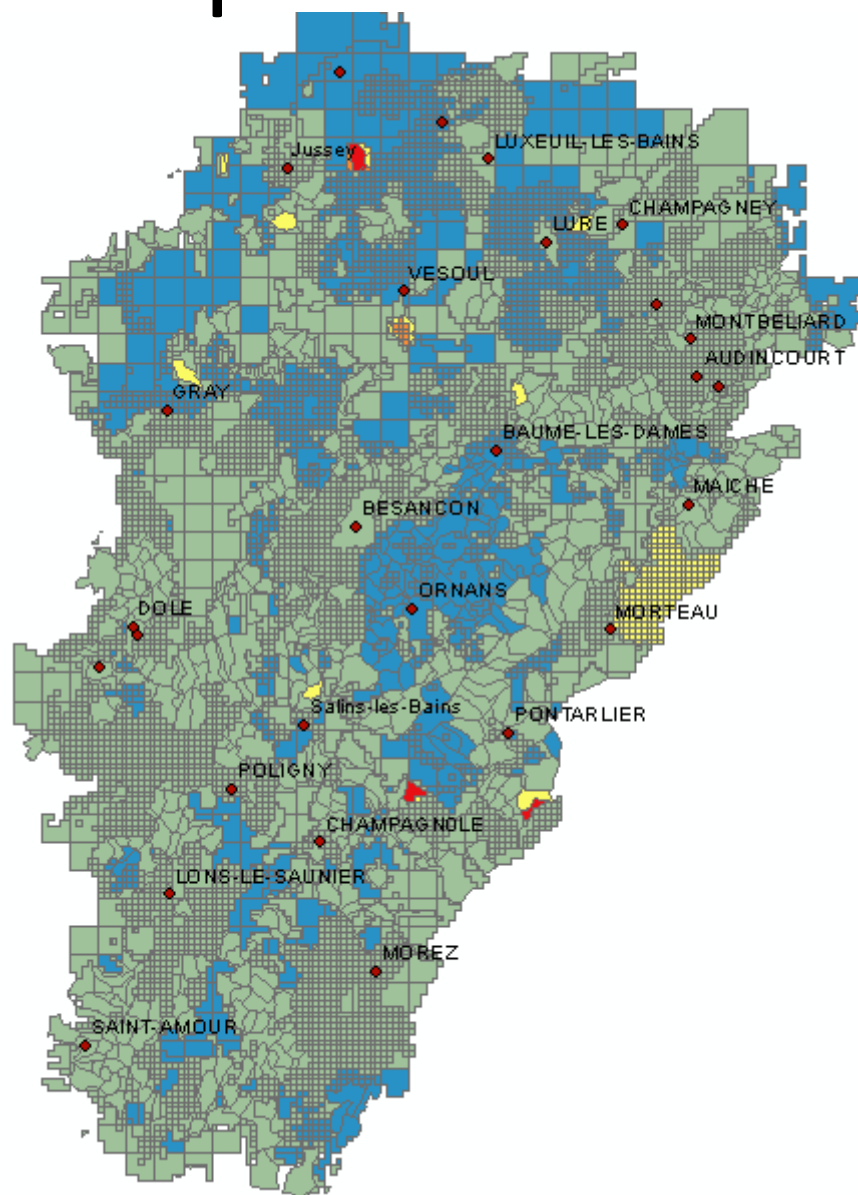 Jussey
LUXEUIL-LES-BAINS
CHAMPAGNEY
LURE
VESOUL
MONTBELIARD
AUDINCOURT
GRAY
BAUME-LES-DAMES
MAICHE
BESANCON
ORNANS
DOLE
MORTEAU
Salins-les-Bains
PONTARLIER
POLIGNY
CHAMPAGNOLE
LONS-LE-SAUNIER
MOREZ
SAINT-AMOUR